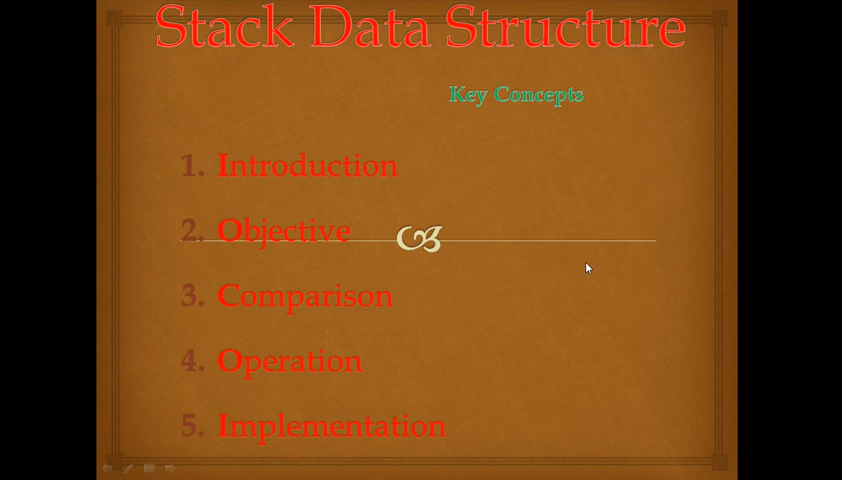 Stack Data Structure
Key Concepts
1. Introduction
2. Objective
3. Comparison
4. Operation
5. Implementation